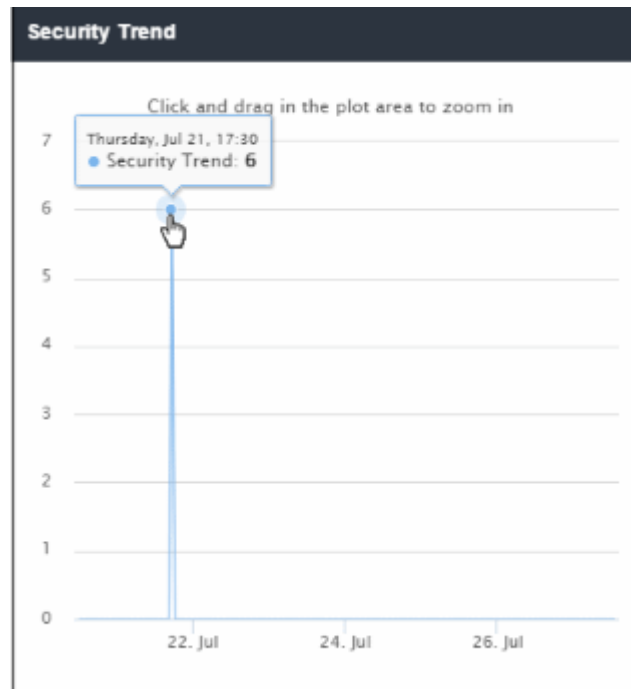 Security Trend
Click and drag in the plot area to zoom in
Thursday, Jul 21, 17:30
Security Trend: 6
7
6
5
4
3
2
1
0
22. Jul 24. Jul 26. Jul